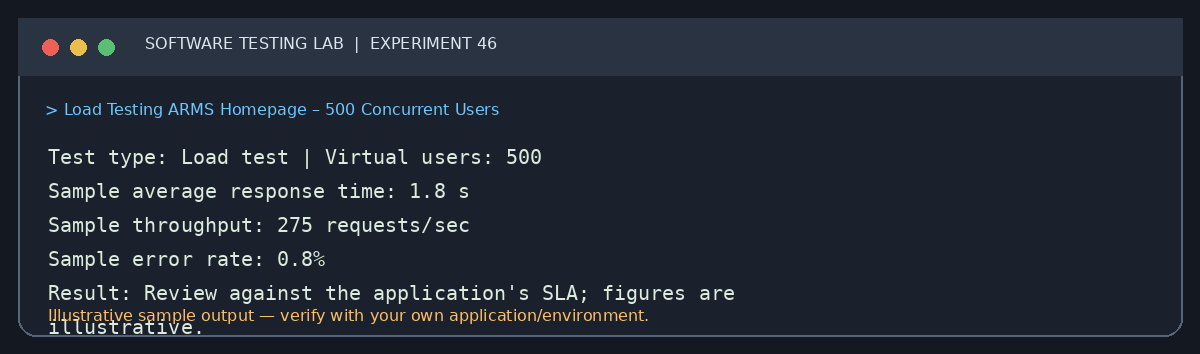 SOFTWARE TESTING LAB | EXPERIMENT 46
> Load Testing ARMS Homepage – 500 Concurrent Users
Test type: Load test | Virtual users: 500
Sample average response time: 1.8 s
Sample throughput: 275 requests/sec
Sample error rate: 0.8%
Result: Review against the application's SLA; figures are
Illustrative sample output — verify with your own application/environment.
illustrative.